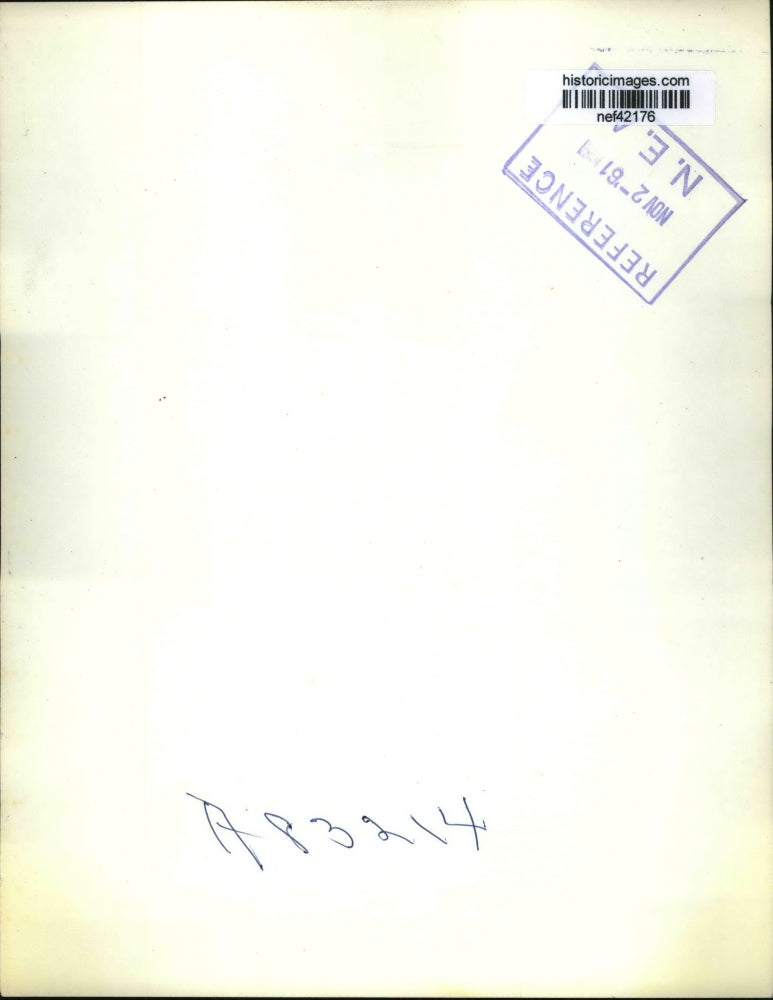 historicimages.com
nef42176
N. E. A
NOV 2-'61
REFERENCE
A83214